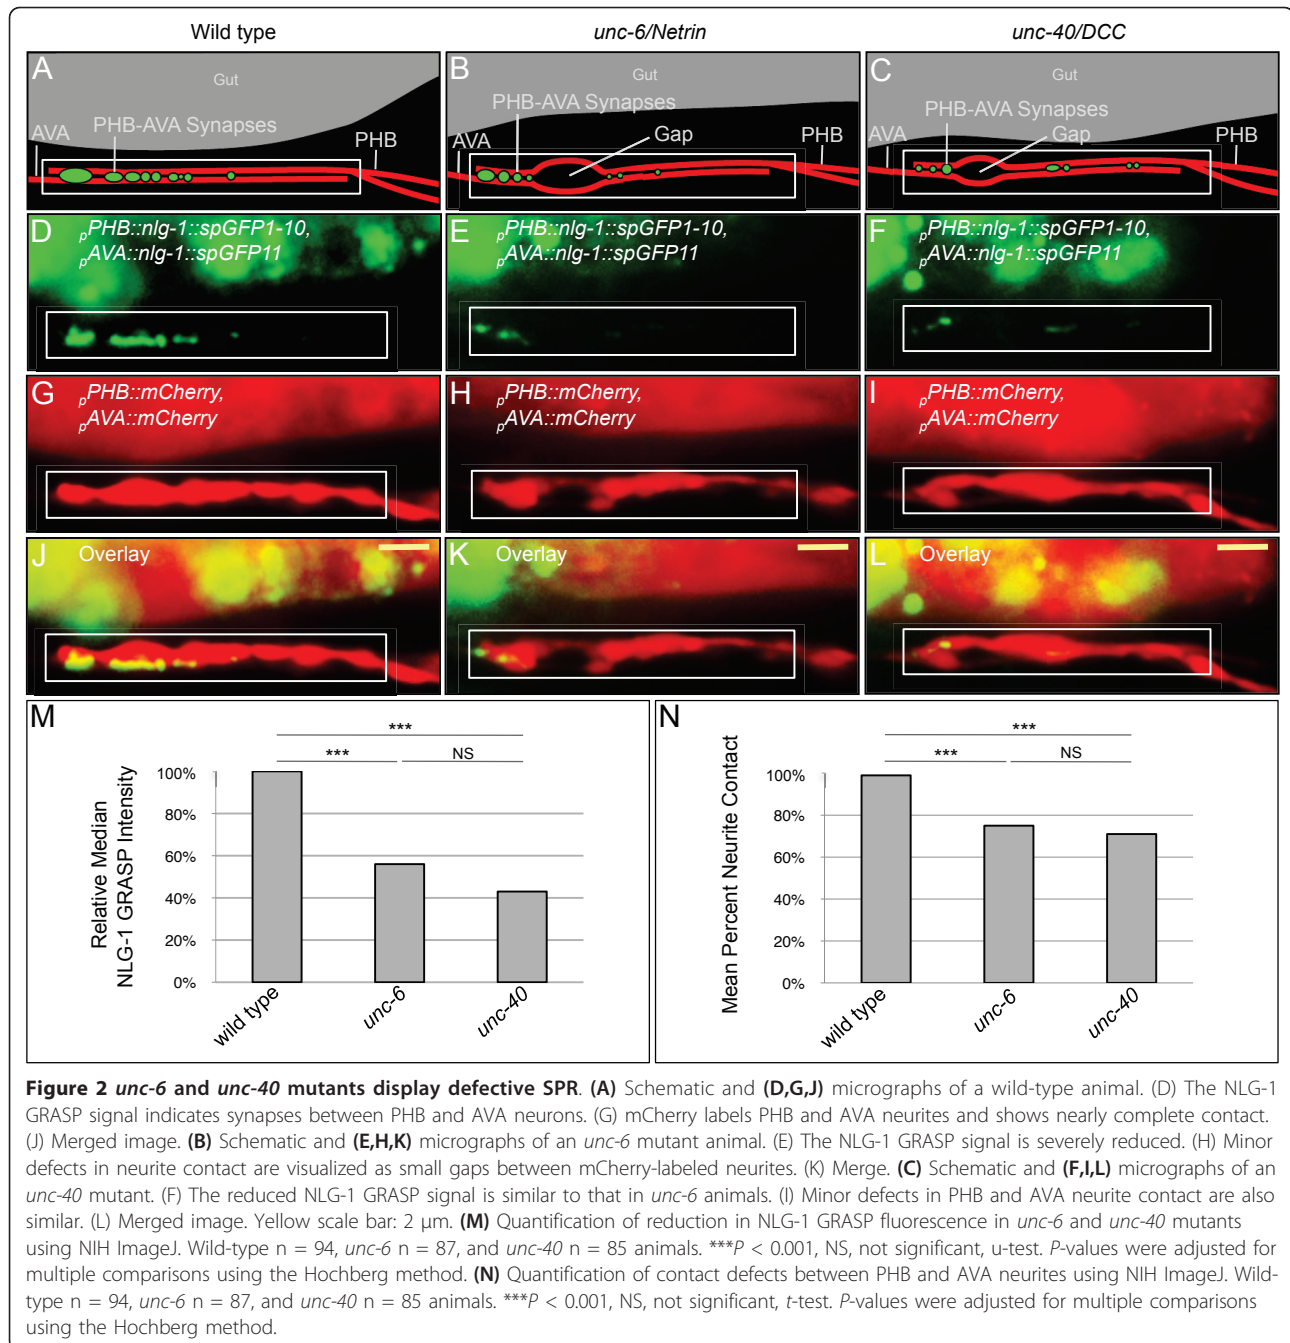 Wild type
unc-6/Netrin
unc-40/DCC
A
Gut
PHB-AVA Synapses
AVA
PHB
B
Gut
PHB-AVA Synapses
Gap
AVA
PHB
C
Gut
PHB-AVA Synapses
Gap
AVA
PHB
D
pPHB::nlg-1::spGFP1-10,
pAVA::nlg-1::spGFP11
E
pPHB::nlg-1::spGFP1-10,
pAVA::nlg-1::spGFP11
F
pPHB::nlg-1::spGFP1-10,
pAVA::nlg-1::spGFP11
G
pPHB::mCherry,
pAVA::mCherry
H
pPHB::mCherry,
pAVA::mCherry
I
pPHB::mCherry,
pAVA::mCherry
J
Overlay
K
Overlay
L
Overlay
M
***
***
NS
Relative Median
NLG-1 GRASP Intensity
100%
80%
60%
40%
20%
0%
wild type
unc-6
unc-40
N
***
***
NS
Mean Percent Neurite Contact
100%
80%
60%
40%
20%
0%
wild type
unc-6
unc-40
Figure 2 unc-6 and unc-40 mutants display defective SPR. (A) Schematic and (D,G,J) micrographs of a wild-type animal. (D) The NLG-1
GRASP signal indicates synapses between PHB and AVA neurons. (G) mCherry labels PHB and AVA neurites and shows nearly complete contact.
(J) Merged image. (B) Schematic and (E,H,K) micrographs of an unc-6 mutant animal. (E) The NLG-1 GRASP signal is severely reduced. (H) Minor
defects in neurite contact are visualized as small gaps between mCherry-labeled neurites. (K) Merge. (C) Schematic and (F,I,L) micrographs of an
unc-40 mutant. (F) The reduced NLG-1 GRASP signal is similar to that in unc-6 animals. (I) Minor defects in PHB and AVA neurite contact are also
similar. (L) Merged image. Yellow scale bar: 2 μm. (M) Quantification of reduction in NLG-1 GRASP fluorescence in unc-6 and unc-40 mutants
using NIH ImageJ. Wild-type n = 94, unc-6 n = 87, and unc-40 n = 85 animals. ***P < 0.001, NS, not significant, u-test. P-values were adjusted for
multiple comparisons using the Hochberg method. (N) Quantification of contact defects between PHB and AVA neurites using NIH ImageJ. Wild-
type n = 94, unc-6 n = 87, and unc-40 n = 85 animals. ***P < 0.001, NS, not significant, t-test. P-values were adjusted for multiple comparisons
using the Hochberg method.